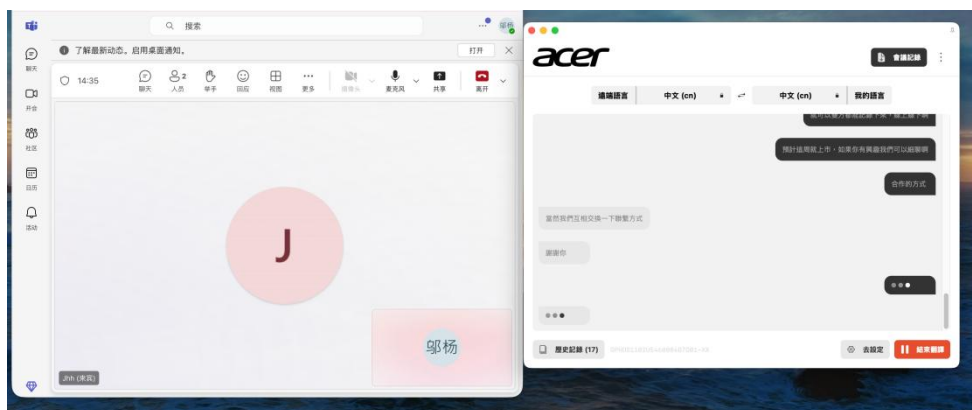 搜索
邬杨
了解最新动态。启用桌面通知。
打开
聊天
开会
社区
日历
活动
14:35
聊天
人员 2
举手
回应
视图
更多
摄像头
麦克风
共享
离开
J
邬杨
Jhh (来宾)
acer
會議記錄
遠端語言
中文 (cn)
中文 (cn)
我的語言
預計這周就上市,如果你有興趣我們可以細聊啊
合作的方式
當然我們互相交換一下聯繫方式
謝謝你
歷史記錄 (17)
去設定
結束翻譯